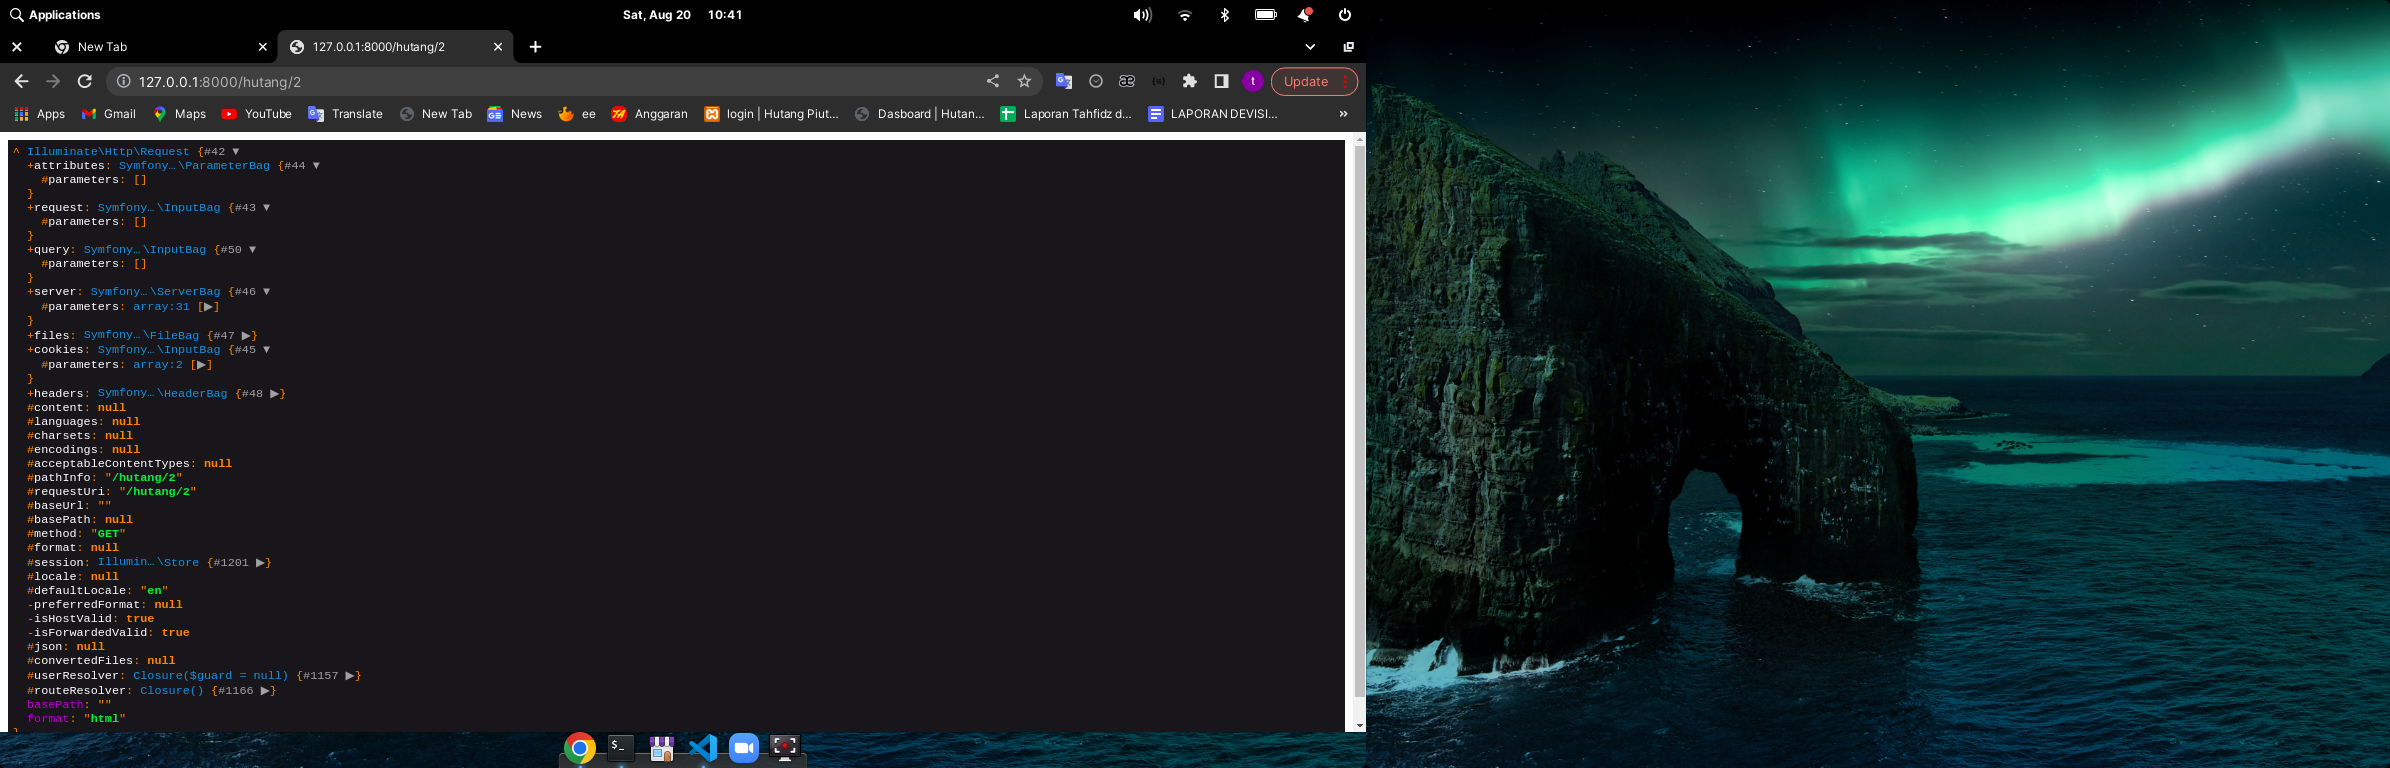 Applications
Sat, Aug 20 10:41
New Tab
127.0.0.1:8000/hutang/2
127.0.0.1:8000/hutang/2
t
Update
Apps
Gmail
Maps
YouTube
Translate
New Tab
News
ee
Anggaran
login | Hutang Piut...
Dasboard | Hutan...
Laporan Tahfidz d...
LAPORAN DEVISI...
»
^ Illuminate\Http\Request {#42 ▼
+attributes: Symfony…\ParameterBag {#44 ▼
#parameters: []
}
+request: Symfony…\InputBag {#43 ▼
#parameters: []
}
+query: Symfony…\InputBag {#50 ▼
#parameters: []
}
+server: Symfony…\ServerBag {#46 ▼
#parameters: array:31 [▶]
}
+files: Symfony…\FileBag {#47 ▶}
+cookies: Symfony…\InputBag {#45 ▼
#parameters: array:2 [▶]
}
+headers: Symfony…\HeaderBag {#48 ▶}
#content: null
#languages: null
#charsets: null
#encodings: null
#acceptableContentTypes: null
#pathInfo: "/hutang/2"
#requestUri: "/hutang/2"
#baseUrl: ""
#basePath: null
#method: "GET"
#format: null
#session: Illumin…\Store {#1201 ▶}
#locale: null
#defaultLocale: "en"
-preferredFormat: null
-isHostValid: true
-isForwardedValid: true
#json: null
#convertedFiles: null
#userResolver: Closure($guard = null) {#1157 ▶}
#routeResolver: Closure() {#1166 ▶}
basePath: ""
format: "html"
}
$_